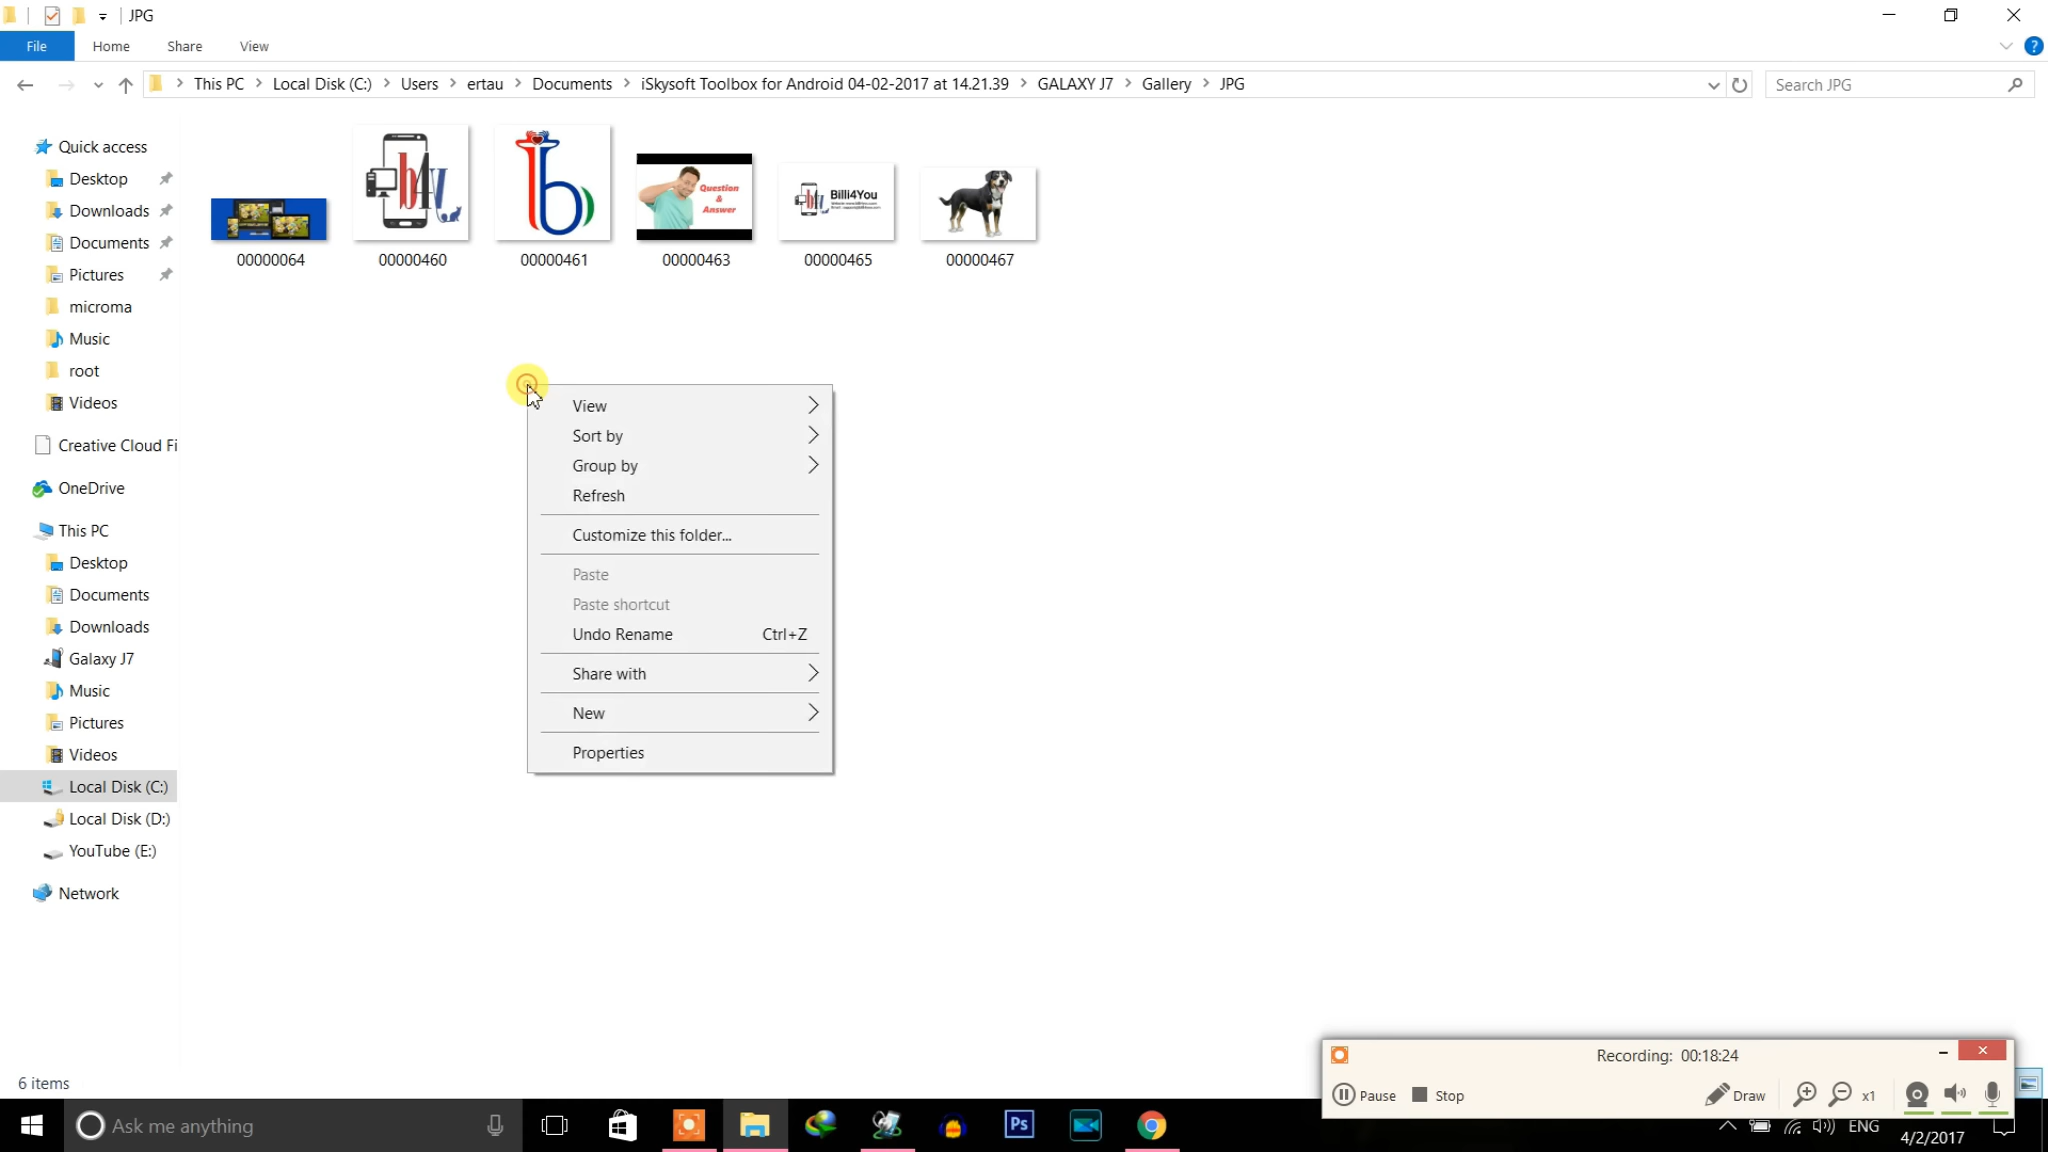 JPG
File Home Share View
This PC Local Disk (C:) Users ertau Documents iSkysoft Toolbox for Android 04-02-2017 at 14.21.39 GALAXY J7 Gallery JPG
Search JPG
Quick access
Desktop
Downloads
Documents
Pictures
microma
Music
root
Videos
Creative Cloud Fi
OneDrive
This PC
Desktop
Documents
Downloads
Galaxy J7
Music
Pictures
Videos
Local Disk (C:)
Local Disk (D:)
YouTube (E:)
Network
b4y
b
Question
&
Answer
Billi4You
00000064 00000460 00000461 00000463 00000465 00000467
View
Sort by
Group by
Refresh
Customize this folder...
Paste
Paste shortcut
Undo Rename Ctrl+Z
Share with
New
Properties
6 items
Recording: 00:18:24
Pause Stop Draw x1
Ask me anything
Ps
ENG
4/2/2017